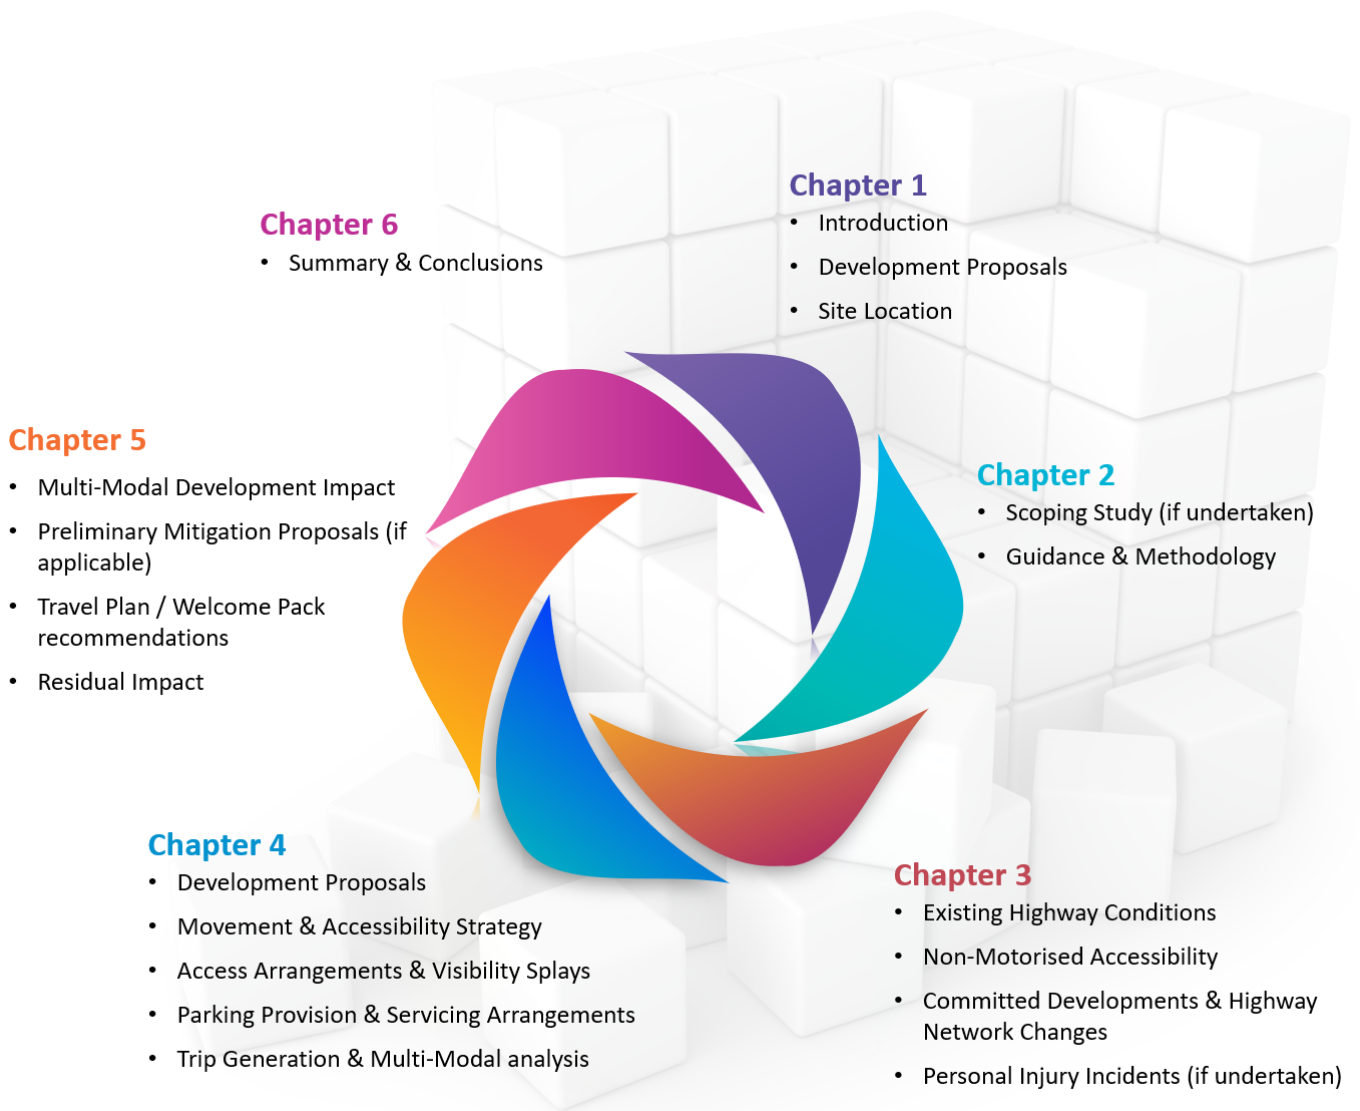 Chapter 1
• Introduction
• Development Proposals
• Site Location
Chapter 2
• Scoping Study (if undertaken)
• Guidance & Methodology
Chapter 3
• Existing Highway Conditions
• Non-Motorised Accessibility
• Committed Developments & Highway
Network Changes
• Personal Injury Incidents (if undertaken)
Chapter 4
• Development Proposals
• Movement & Accessibility Strategy
• Access Arrangements & Visibility Splays
• Parking Provision & Servicing Arrangements
• Trip Generation & Multi-Modal analysis
Chapter 5
• Multi-Modal Development Impact
• Preliminary Mitigation Proposals (if
applicable)
• Travel Plan / Welcome Pack
recommendations
• Residual Impact
Chapter 6
• Summary & Conclusions